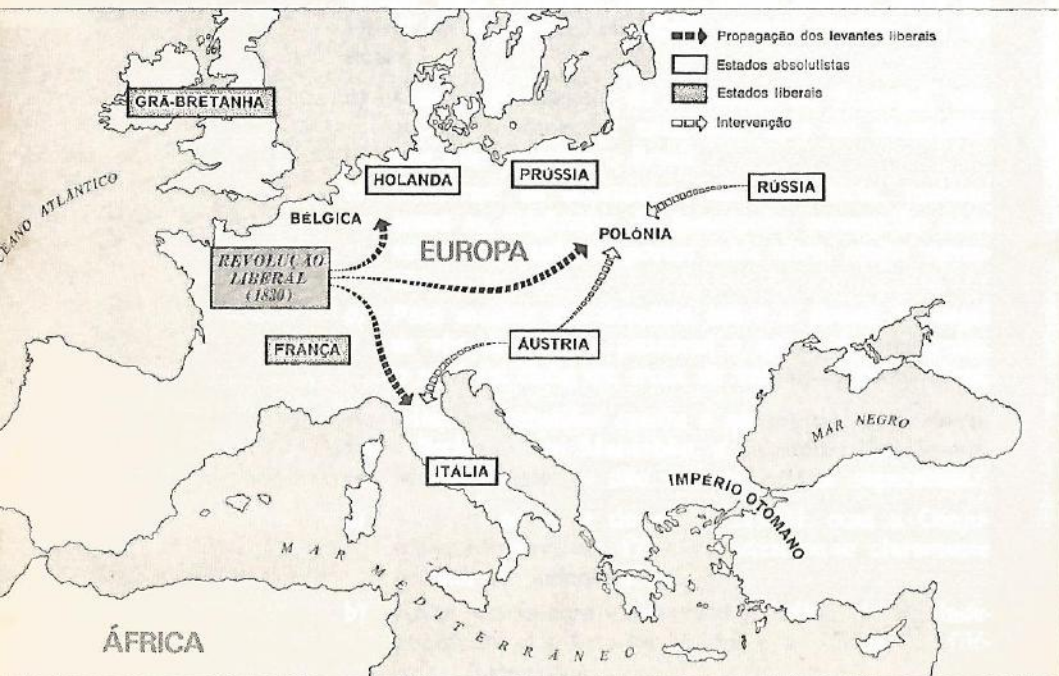 Propagação dos levantes liberais
Estados absolutistas
Estados liberais
Intervenção
GRÃ-BRETANHA
HOLANDA
PRÚSSIA
RÚSSIA
ATLÂNTICO
BÉLGICA
POLÔNIA
EUROPA
REVOLUÇÃO
LIBERAL
(1830)
FRANÇA
ÁUSTRIA
MAR NEGRO
ITÁLIA
IMPÉRIO OTOMANO
MAR MEDITERRÂNEO
ÁFRICA